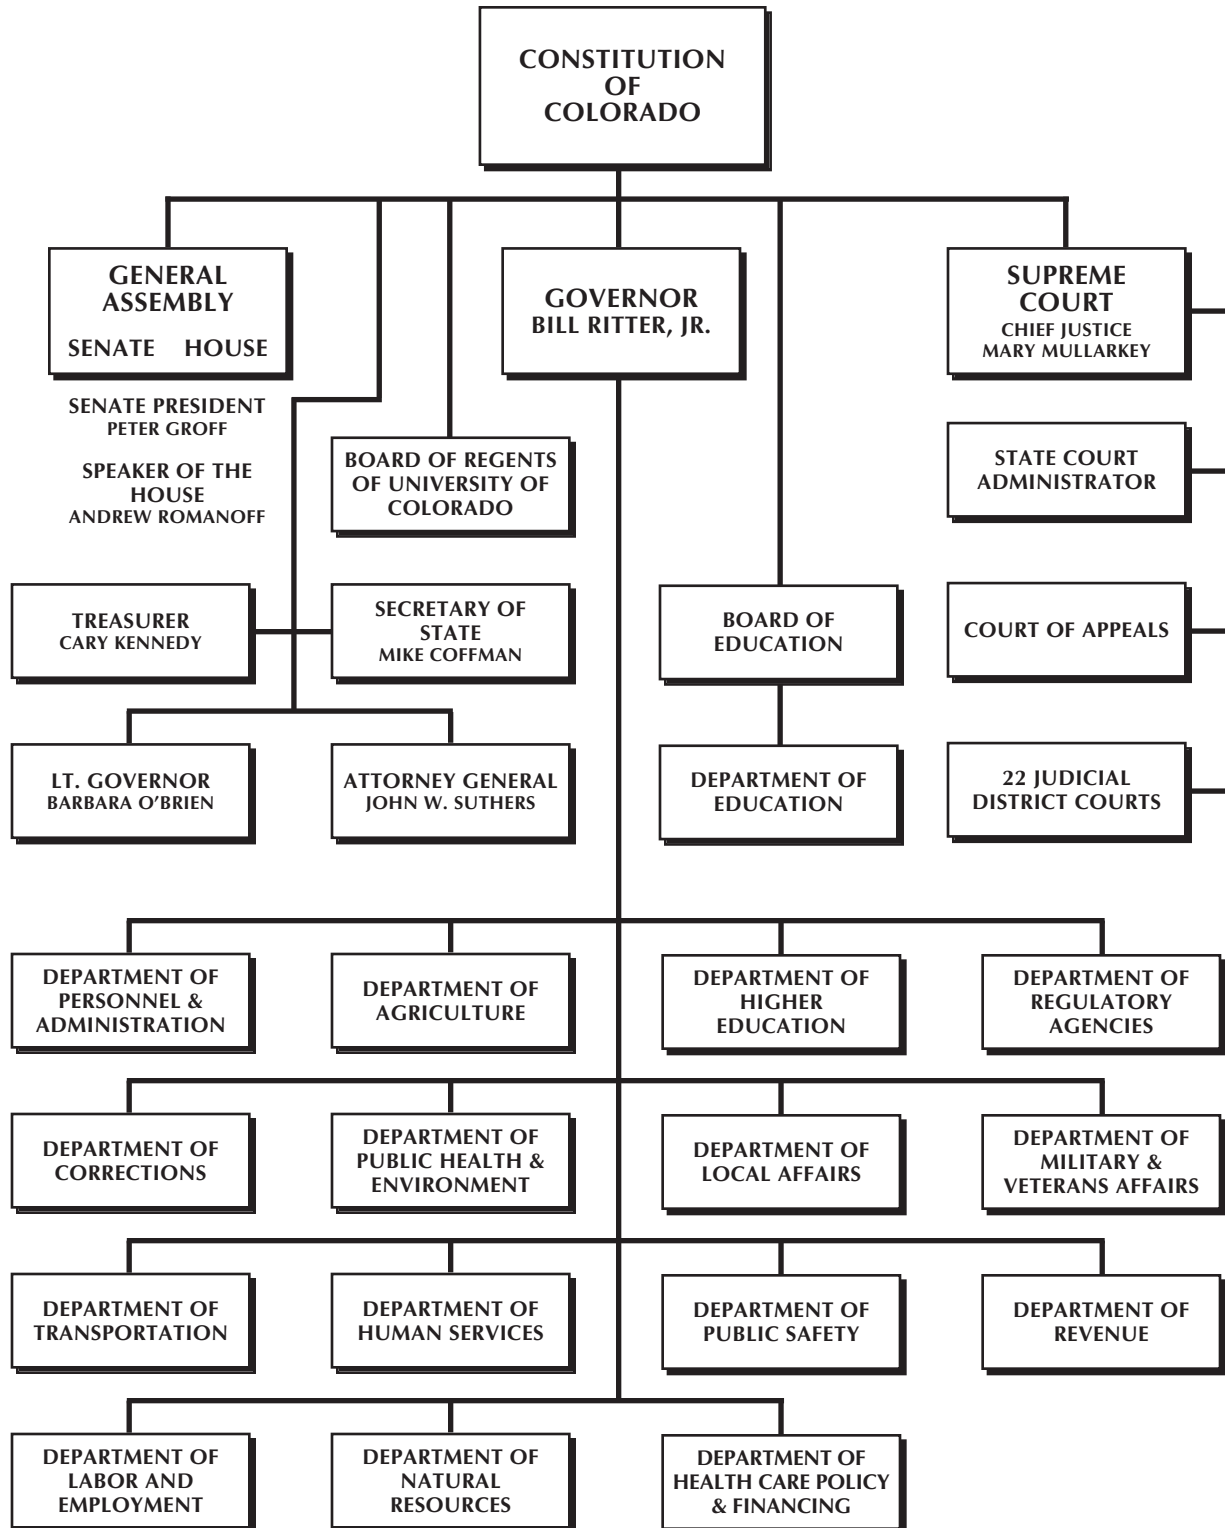 CONSTITUTION
OF
COLORADO
GENERAL
ASSEMBLY
SENATE HOUSE
SENATE PRESIDENT
PETER GROFF
SPEAKER OF THE
HOUSE
ANDREW ROMANOFF
GOVERNOR
BILL RITTER, JR.
SUPREME
COURT
CHIEF JUSTICE
MARY MULLARKEY
BOARD OF REGENTS
OF UNIVERSITY OF
COLORADO
STATE COURT
ADMINISTRATOR
TREASURER
CARY KENNEDY
SECRETARY OF
STATE
MIKE COFFMAN
BOARD OF
EDUCATION
COURT OF APPEALS
LT. GOVERNOR
BARBARA O’BRIEN
ATTORNEY GENERAL
JOHN W. SUTHERS
DEPARTMENT OF
EDUCATION
22 JUDICIAL
DISTRICT COURTS
DEPARTMENT OF
PERSONNEL &
ADMINISTRATION
DEPARTMENT OF
AGRICULTURE
DEPARTMENT OF
HIGHER
EDUCATION
DEPARTMENT OF
REGULATORY
AGENCIES
DEPARTMENT OF
CORRECTIONS
DEPARTMENT OF
PUBLIC HEALTH &
ENVIRONMENT
DEPARTMENT OF
LOCAL AFFAIRS
DEPARTMENT OF
MILITARY &
VETERANS AFFAIRS
DEPARTMENT OF
TRANSPORTATION
DEPARTMENT OF
HUMAN SERVICES
DEPARTMENT OF
PUBLIC SAFETY
DEPARTMENT OF
REVENUE
DEPARTMENT OF
LABOR AND
EMPLOYMENT
DEPARTMENT OF
NATURAL
RESOURCES
DEPARTMENT OF
HEALTH CARE POLICY
& FINANCING